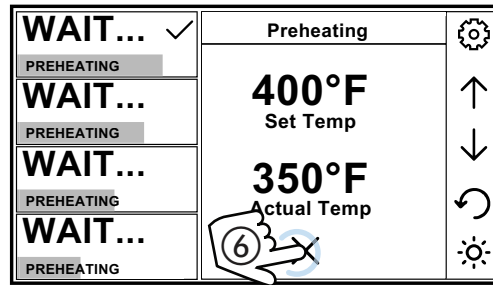 WAIT...
PREHEATING
WAIT...
PREHEATING
WAIT...
PREHEATING
WAIT...
PREHEATING
Preheating
400°F
Set Temp
350°F
Actual Temp
6